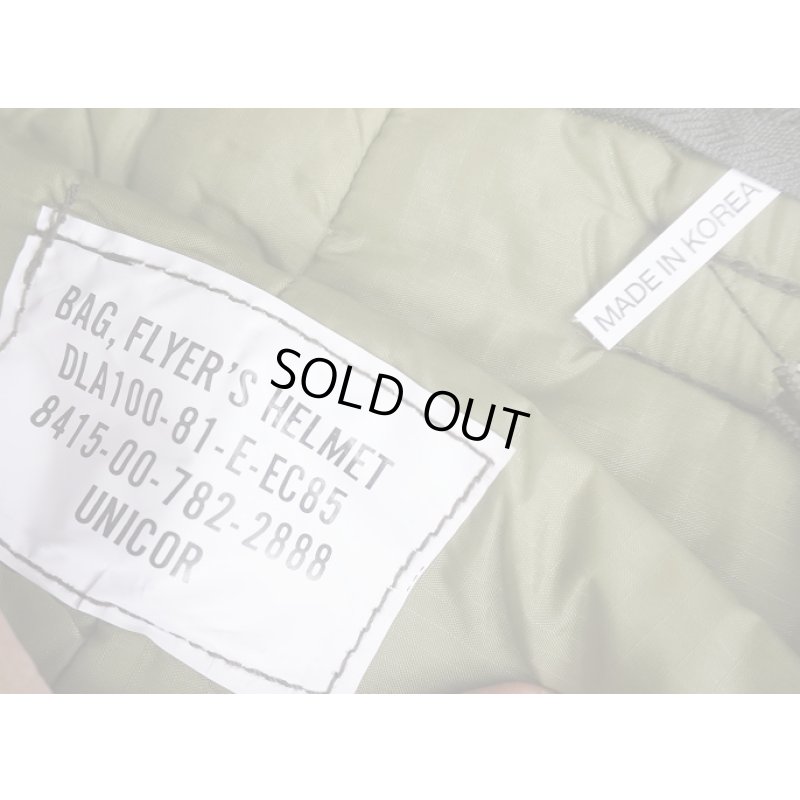 BAG, FLYER'S HELMET
DLA100-81-E-EC85
8415-00-782-2888
UNICOR
MADE IN KOREA
SOLD OUT